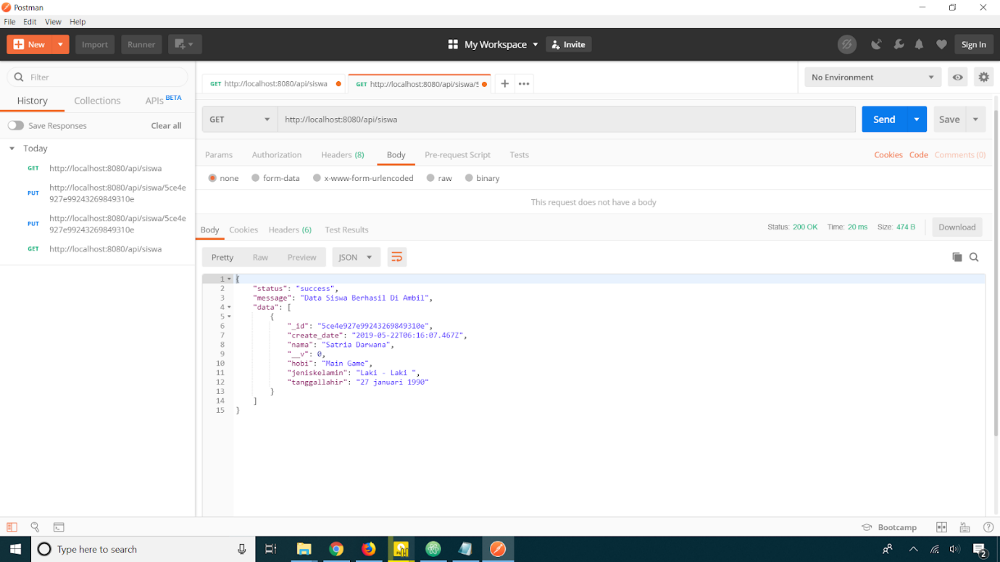 Postman
File Edit View Help
New Import Runner My Workspace Invite Sign In
Filter
History Collections APIs BETA
Save Responses Clear all
Today
GET http://localhost:8080/api/siswa
PUT http://localhost:8080/api/siswa/5ce4e
927e99243269849310e
PUT http://localhost:8080/api/siswa/5ce4e
927e99243269849310e
GET http://localhost:8080/api/siswa
GET http://localhost:8080/api/siswa GET http://localhost:8080/api/siswa/5 No Environment
GET http://localhost:8080/api/siswa Send Save
Params Authorization Headers (8) Body Pre-request Script Tests Cookies Code Comments (0)
none form-data x-www-form-urlencoded raw binary
This request does not have a body
Body Cookies Headers (6) Test Results Status: 200 OK Time: 20 ms Size: 474 B Download
Pretty Raw Preview JSON
1 {
2 "status": "success",
3 "message": "Data Siswa Berhasil Di Ambil",
4 "data": [
5 {
6 "_id": "5ce4e927e99243269849310e",
7 "create_date": "2019-05-22T06:16:07.467Z",
8 "nama": "Satria Darwana",
9 "__v": 0,
10 "hobi": "Main Game",
11 "jeniskelamin": "Laki - Laki ",
12 "tanggallahir": "27 januari 1990"
13 }
14 ]
15 }
Bootcamp
Type here to search
2